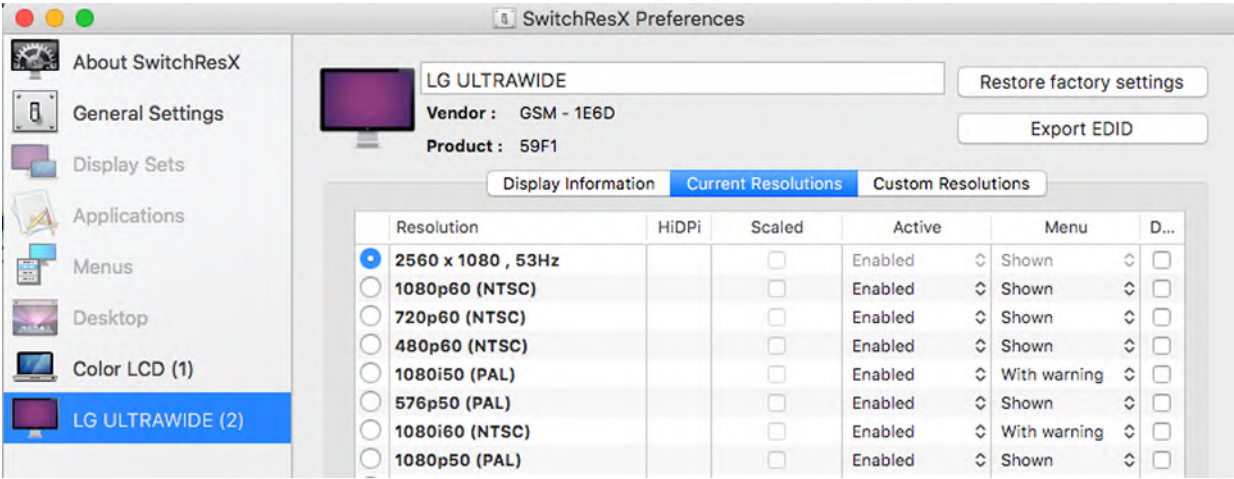 SwitchResX Preferences
About SwitchResX
General Settings
Display Sets
Applications
Menus
Desktop
Color LCD (1)
LG ULTRAWIDE (2)
LG ULTRAWIDE
Vendor : GSM - 1E6D
Product : 59F1
Restore factory settings
Export EDID
Display Information Current Resolutions Custom Resolutions
Resolution HiDPi Scaled Active Menu D...
2560 x 1080 , 53Hz Enabled Shown
1080p60 (NTSC) Enabled Shown
720p60 (NTSC) Enabled Shown
480p60 (NTSC) Enabled Shown
1080i50 (PAL) Enabled With warning
576p50 (PAL) Enabled Shown
1080i60 (NTSC) Enabled With warning
1080p50 (PAL) Enabled Shown